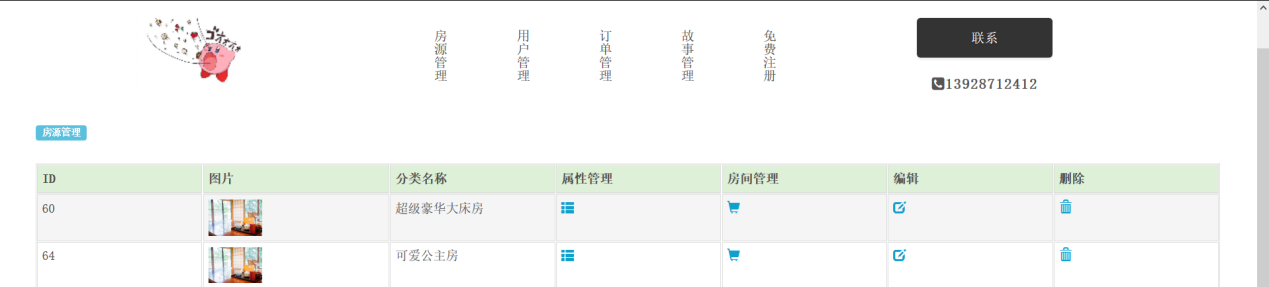 房源管理
用户管理
订单管理
故事管理
免费注册
联系
13928712412
房源管理
ID 图片 分类名称 属性管理 房间管理 编辑 删除
60 超级豪华大床房
64 可爱公主房